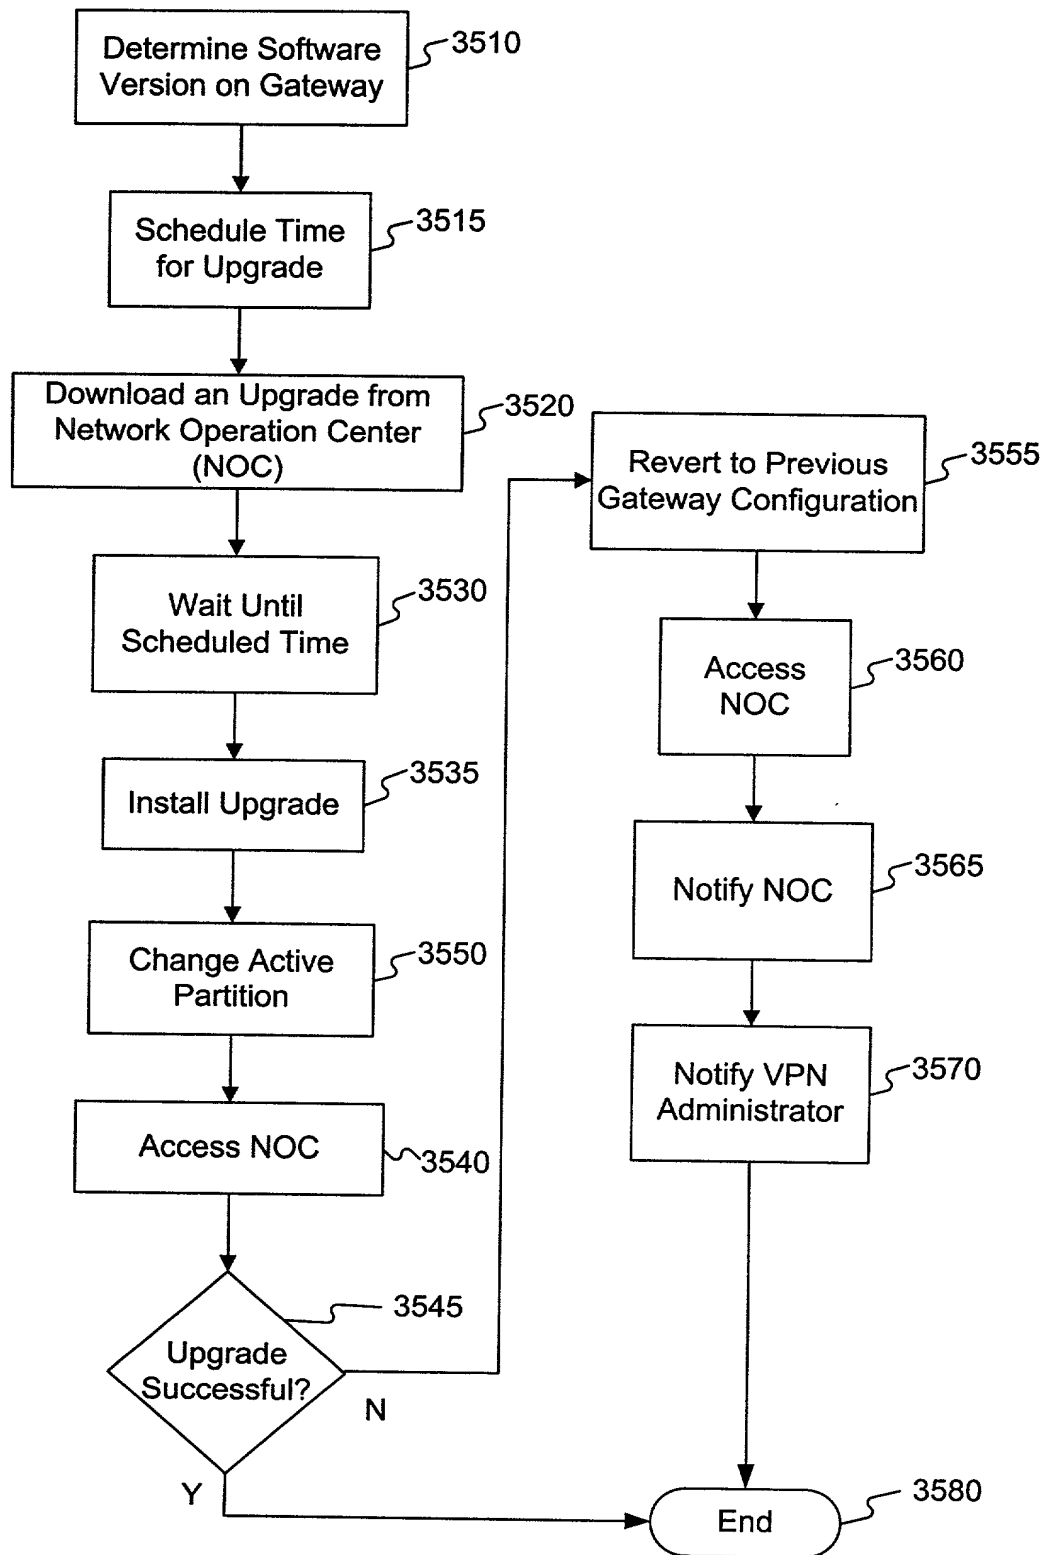 Determine Software
Version on Gateway
3510
Schedule Time
for Upgrade
3515
Download an Upgrade from
Network Operation Center
(NOC)
3520
Wait Until
Scheduled Time
3530
Install Upgrade
3535
Change Active
Partition
3550
Access NOC
3540
Upgrade
Successful?
3545
N
Y
Revert to Previous
Gateway Configuration
3555
Access
NOC
3560
Notify NOC
3565
Notify VPN
Administrator
3570
End
3580